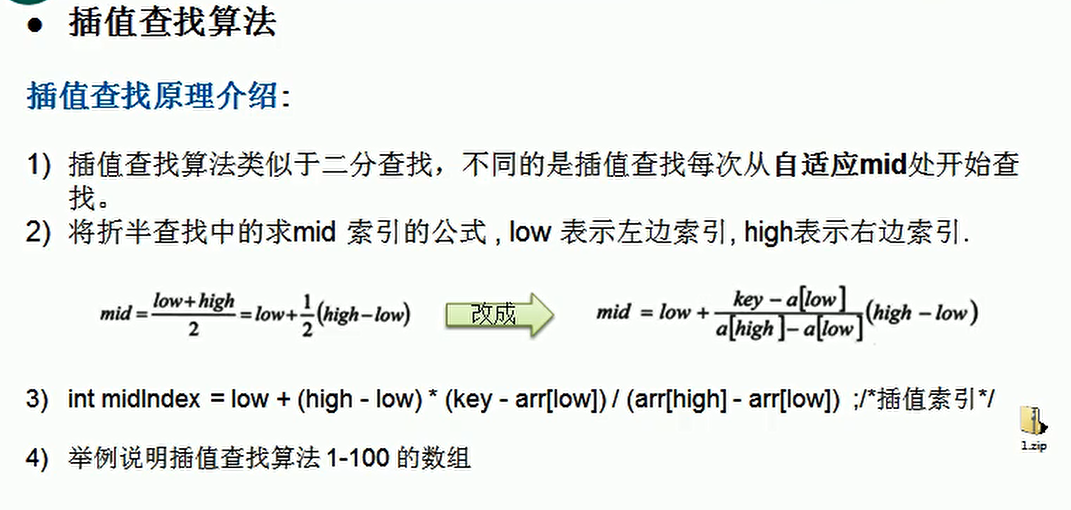 ● 插值查找算法
插值查找原理介绍:
1) 插值查找算法类似于二分查找，不同的是插值查找每次从自适应mid处开始查
找。
2) 将折半查找中的求mid 索引的公式 , low 表示左边索引, high表示右边索引.
mid = (low+high)/2 = low + 1/2(high-low) 改成 mid = low + (key - a[low])/(a[high] - a[low])(high - low)
3) int midIndex = low + (high - low) * (key - arr[low]) / (arr[high] - arr[low]) ;/*插值索引*/
1.zip
4) 举例说明插值查找算法 1-100 的数组